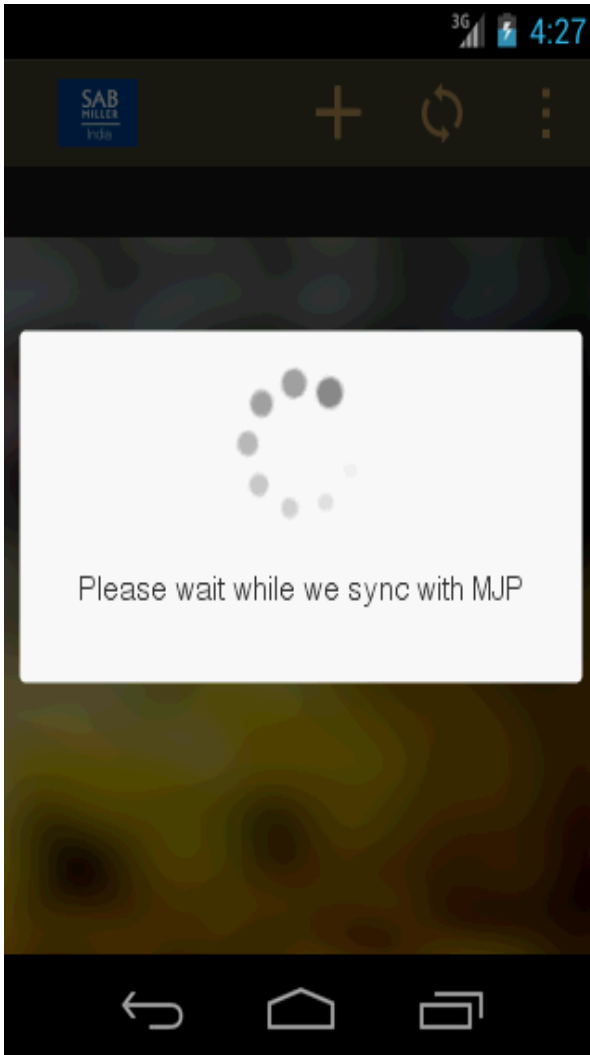 3G 4:27
SAB
MILLER
India
Please wait while we sync with MJP